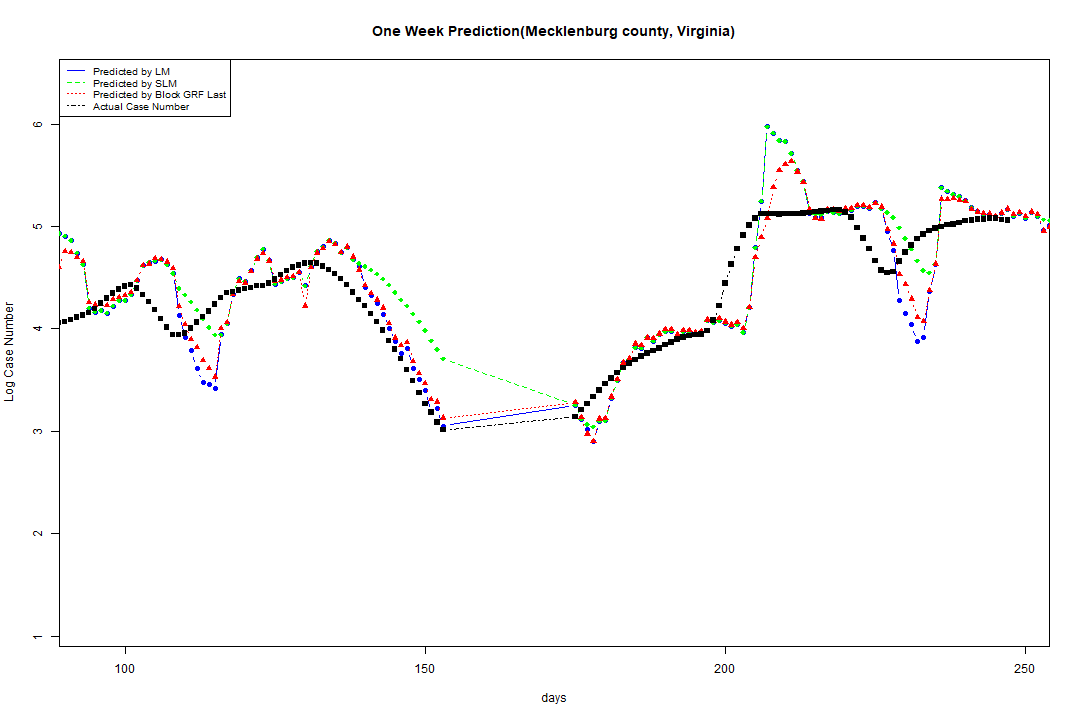 One Week Prediction(Mecklenburg county, Virginia)
Predicted by LM
Predicted by SLM
Predicted by Block GRF Last
Actual Case Number
Log Case Number
6
5
4
3
2
1
100 150 200 250
days